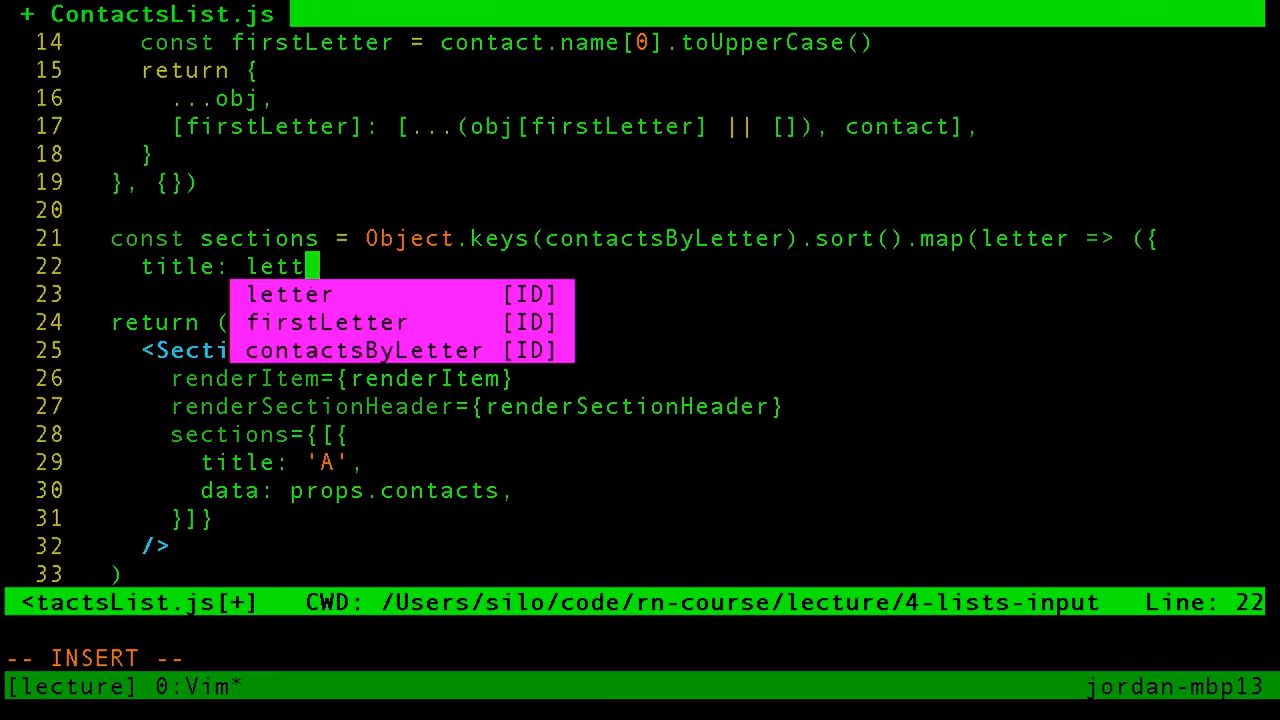 + ContactsList.js
14 const firstLetter = contact.name[0].toUpperCase()
15 return {
16 ...obj,
17 [firstLetter]: [...(obj[firstLetter] || []), contact],
18 }
19 }, {})
20
21 const sections = Object.keys(contactsByLetter).sort().map(letter => ({
22 title: lett
23 letter [ID]
24 return ( firstLetter [ID]
25 <Secti contactsByLetter [ID]
26 renderItem={renderItem}
27 renderSectionHeader={renderSectionHeader}
28 sections={[{
29 title: 'A',
30 data: props.contacts,
31 }]}
32 />
33 )
<tactsList.js[+] CWD: /Users/silo/code/rn-course/lecture/4-lists-input Line: 22
-- INSERT --
[lecture] 0:Vim* jordan-mbp13